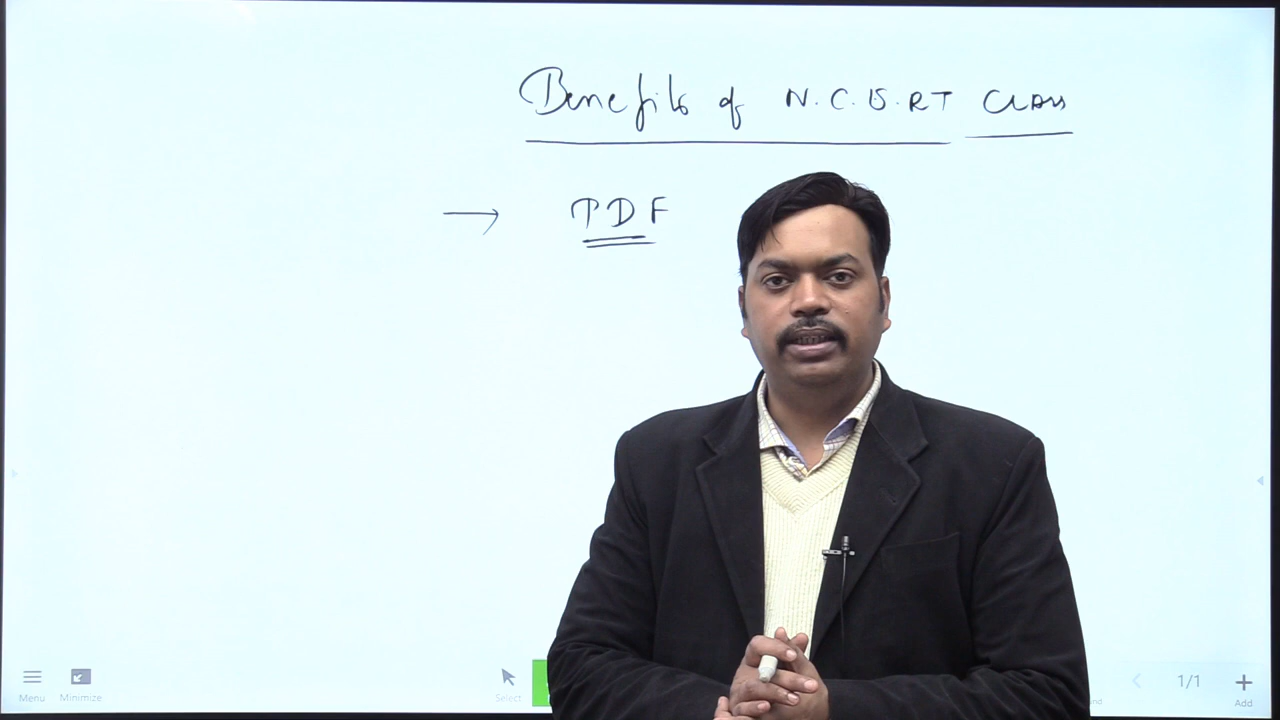 Benefits of N.C.E.RT Class
→ PDF
Menu
Minimize
Select
1/1
Add